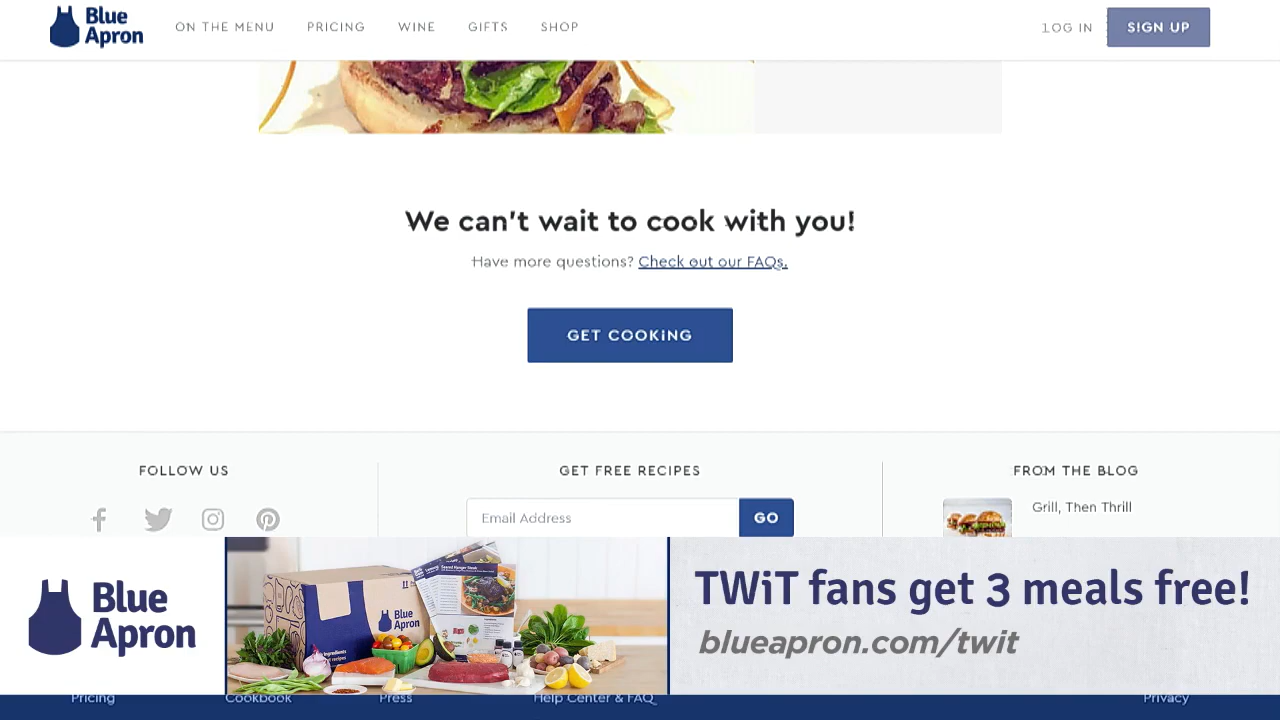 Blue
Apron
ON THE MENU
PRICING
WINE
GIFTS
SHOP
LOG IN
SIGN UP
We can't wait to cook with you!
Have more questions? Check out our FAQs.
GET COOKING
FOLLOW US
GET FREE RECIPES
FROM THE BLOG
Email Address
GO
Grill, Then Thrill
Blue
Apron
Blue
Apron
TWiT fans get 3 meals free!
blueapron.com/twit
Pricing
Cookbook
Press
Help Center & FAQ
Privacy